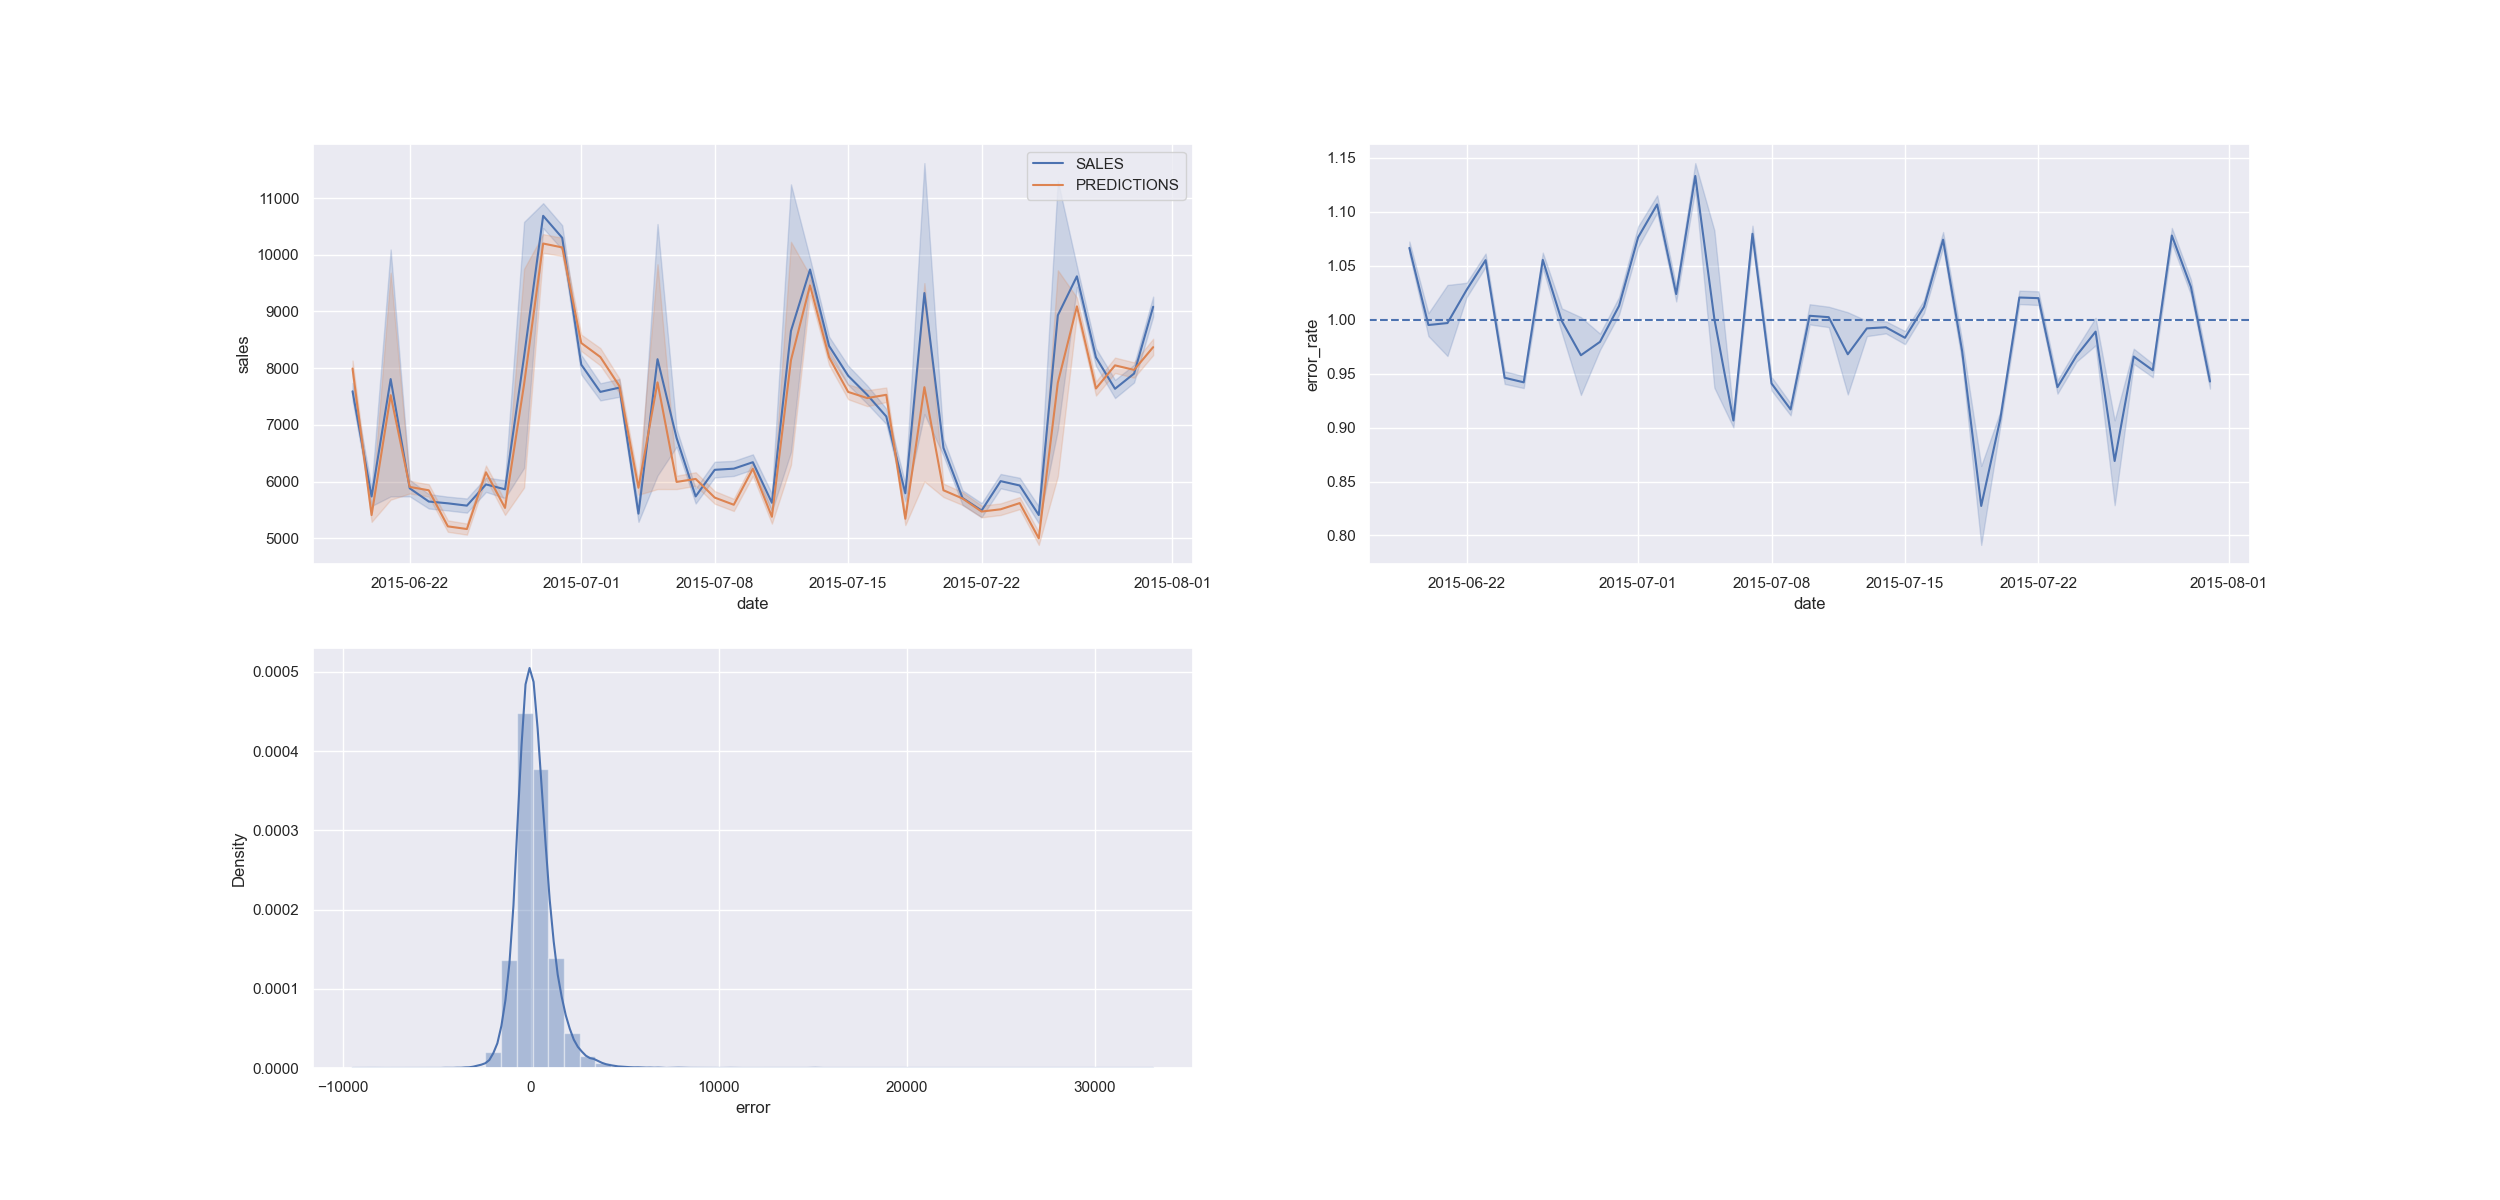 SALES
PREDICTIONS
11000
10000
9000
8000
7000
6000
5000
sales
2015-06-22 2015-07-01 2015-07-08 2015-07-15 2015-07-22 2015-08-01
date
1.15
1.10
1.05
1.00
0.95
0.90
0.85
0.80
error_rate
2015-06-22 2015-07-01 2015-07-08 2015-07-15 2015-07-22 2015-08-01
date
0.0005
0.0004
0.0003
0.0002
0.0001
0.0000
Density
−10000 0 10000 20000 30000
error